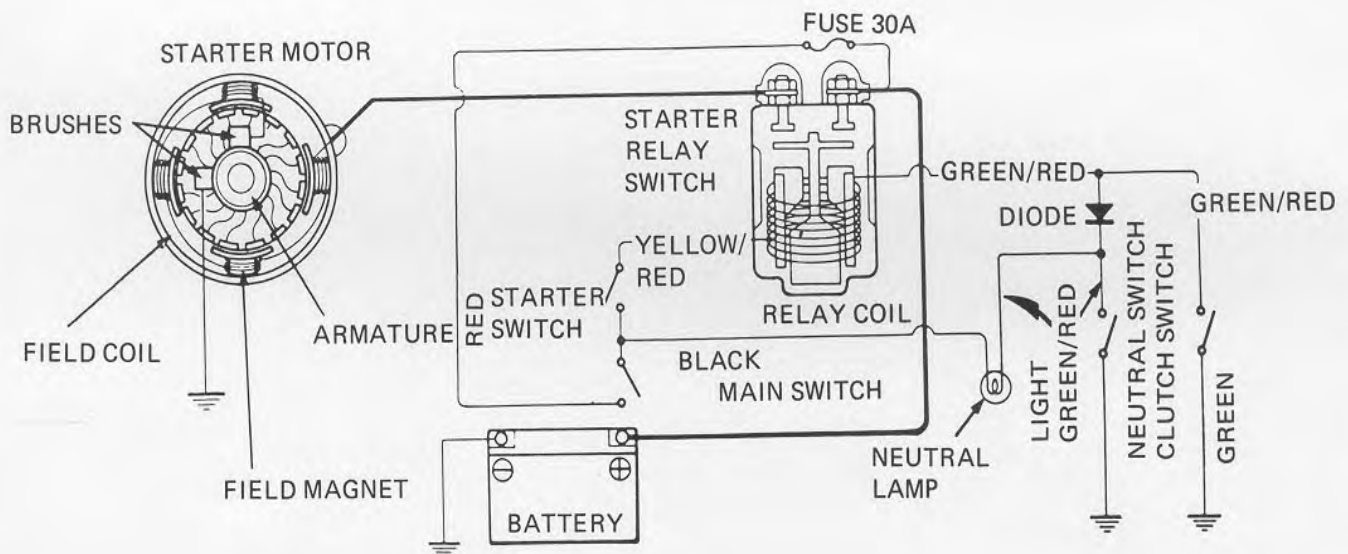 FUSE 30A
STARTER MOTOR
BRUSHES
STARTER
RELAY
SWITCH
GREEN/RED
GREEN/RED
DIODE
YELLOW/
RED
STARTER
SWITCH
RED
ARMATURE
RELAY COIL
FIELD COIL
BLACK
MAIN SWITCH
LIGHT
GREEN/RED
NEUTRAL SWITCH
CLUTCH SWITCH
GREEN
NEUTRAL
LAMP
FIELD MAGNET
⊖ ⊕
BATTERY